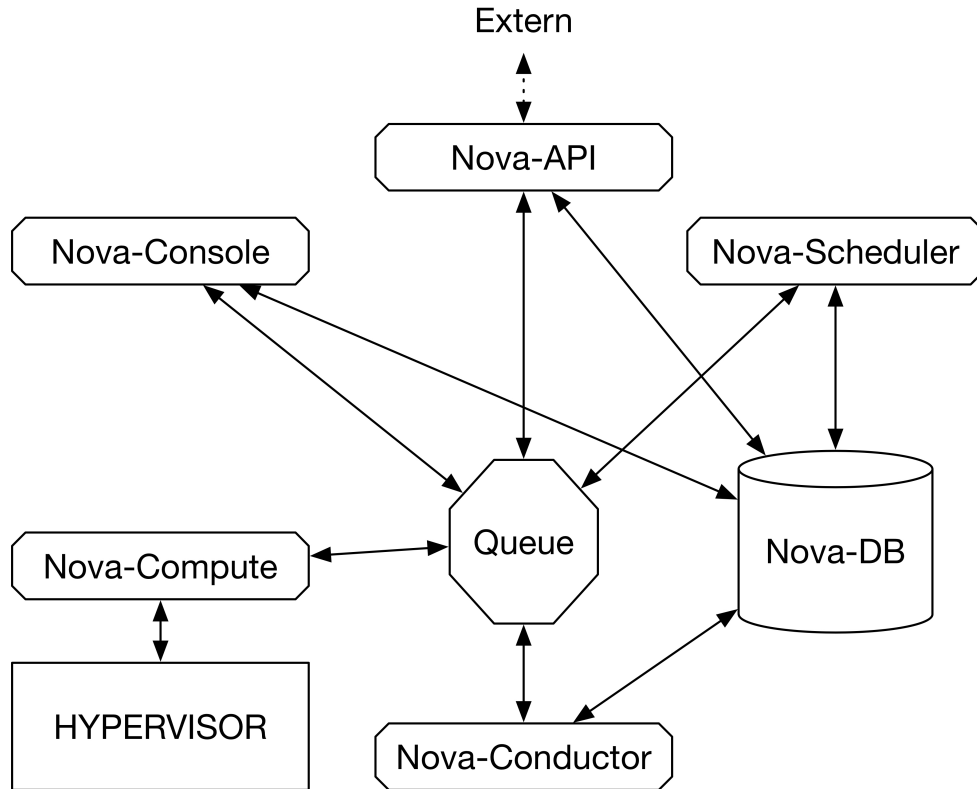 Extern
Nova-API
Nova-Console
Nova-Scheduler
Queue
Nova-DB
Nova-Compute
HYPERVISOR
Nova-Conductor